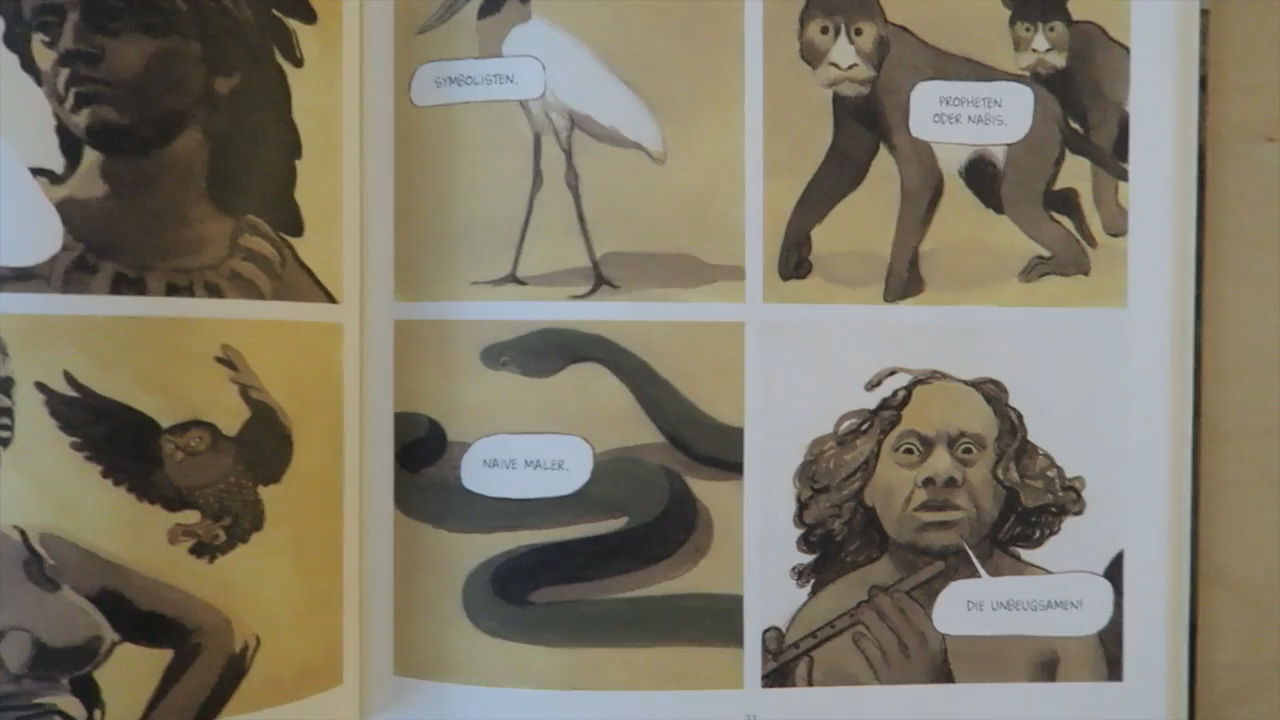 SYMBOLISTEN.
PROPHETEN
ODER NABIS.
NAIVE MALER.
DIE UNBEUGSAMEN!